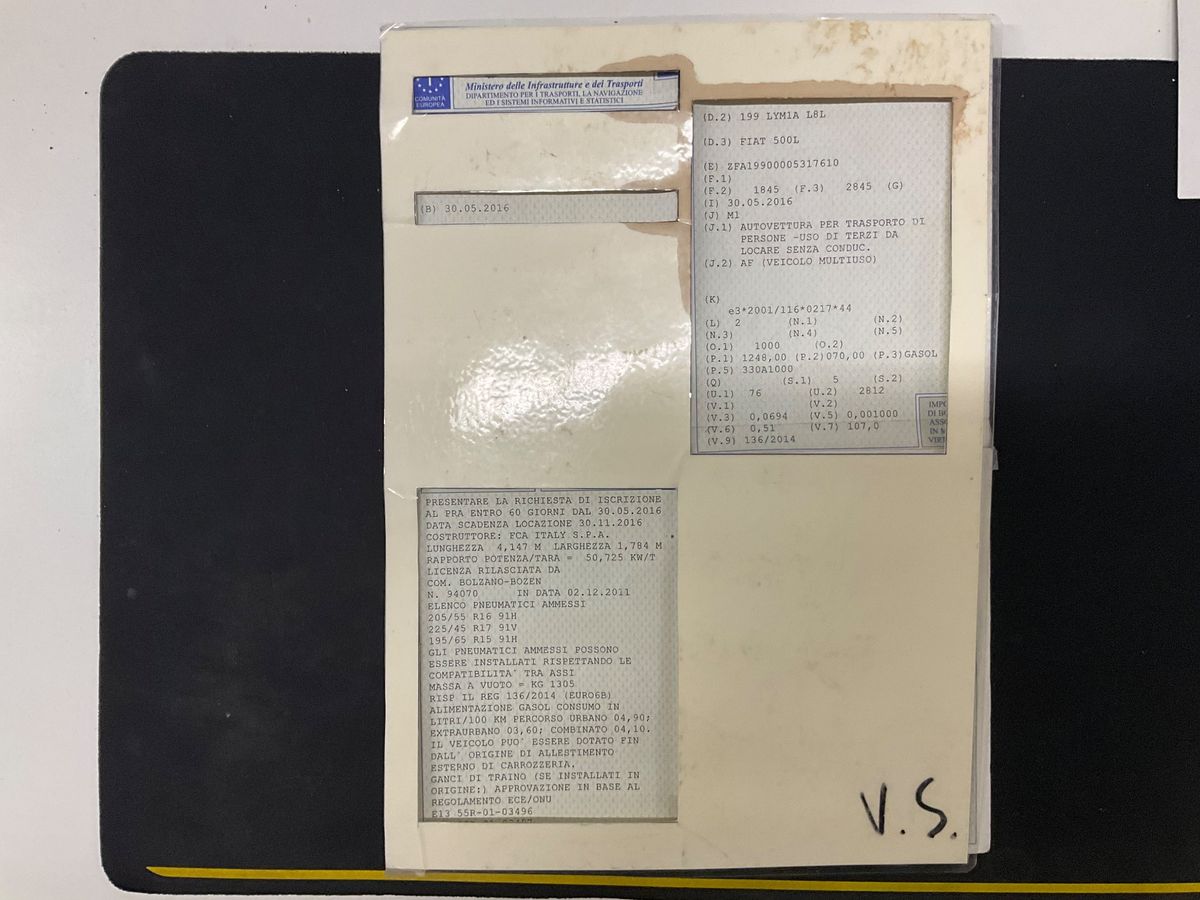 COMUNITÀ
EUROPEA
Ministero delle Infrastrutture e dei Trasporti
DIPARTIMENTO PER I TRASPORTI, LA NAVIGAZIONE
ED I SISTEMI INFORMATIVI E STATISTICI
(B) 30.05.2016
PRESENTARE LA RICHIESTA DI ISCRIZIONE
AL PRA ENTRO 60 GIORNI DAL 30.05.2016
DATA SCADENZA LOCAZIONE 30.11.2016
COSTRUTTORE: FCA ITALY S.P.A.
LUNGHEZZA 4,147 M LARGHEZZA 1,784 M
RAPPORTO POTENZA/TARA = 50,725 KW/T
LICENZA RILASCIATA DA
COM. BOLZANO-BOZEN
N. 94070 IN DATA 02.12.2011
ELENCO PNEUMATICI AMMESSI
205/55 R16 91H
225/45 R17 91V
195/65 R15 91H
GLI PNEUMATICI AMMESSI POSSONO
ESSERE INSTALLATI RISPETTANDO LE
COMPATIBILITA' TRA ASSI
MASSA A VUOTO = KG 1305
RISP IL REG 136/2014 (EURO6B)
ALIMENTAZIONE GASOL CONSUMO IN
LITRI/100 KM PERCORSO URBANO 04,90;
EXTRAURBANO 03,60; COMBINATO 04,10.
IL VEICOLO PUO' ESSERE DOTATO FIN
DALL' ORIGINE DI ALLESTIMENTO
ESTERNO DI CARROZZERIA.
GANCI DI TRAINO (SE INSTALLATI IN
ORIGINE:) APPROVAZIONE IN BASE AL
REGOLAMENTO ECE/ONU
E13 55R-01-03496
(D.2) 199 LYM1A L8L
(D.3) FIAT 500L
(E) ZFA19900005317610
(F.1)
(F.2) 1845 (F.3) 2845 (G)
(I) 30.05.2016
(J) M1
(J.1) AUTOVETTURA PER TRASPORTO DI
PERSONE -USO DI TERZI DA
LOCARE SENZA CONDUC.
(J.2) AF (VEICOLO MULTIUSO)
(K)
e3*2001/116*0217*44
(L) 2 (N.1) (N.2)
(N.3) (N.4) (N.5)
(O.1) 1000 (O.2)
(P.1) 1248,00 (P.2)070,00 (P.3)GASOL
(P.5) 330A1000
(Q) (S.1) 5 (S.2)
(U.1) 76 (U.2) 2812
(V.1) (V.2)
(V.3) 0,0694 (V.5) 0,001000
(V.6) 0,51 (V.7) 107,0
(V.9) 136/2014
IMPO
DI BO
ASSO
IN M
VIRT
V.S.